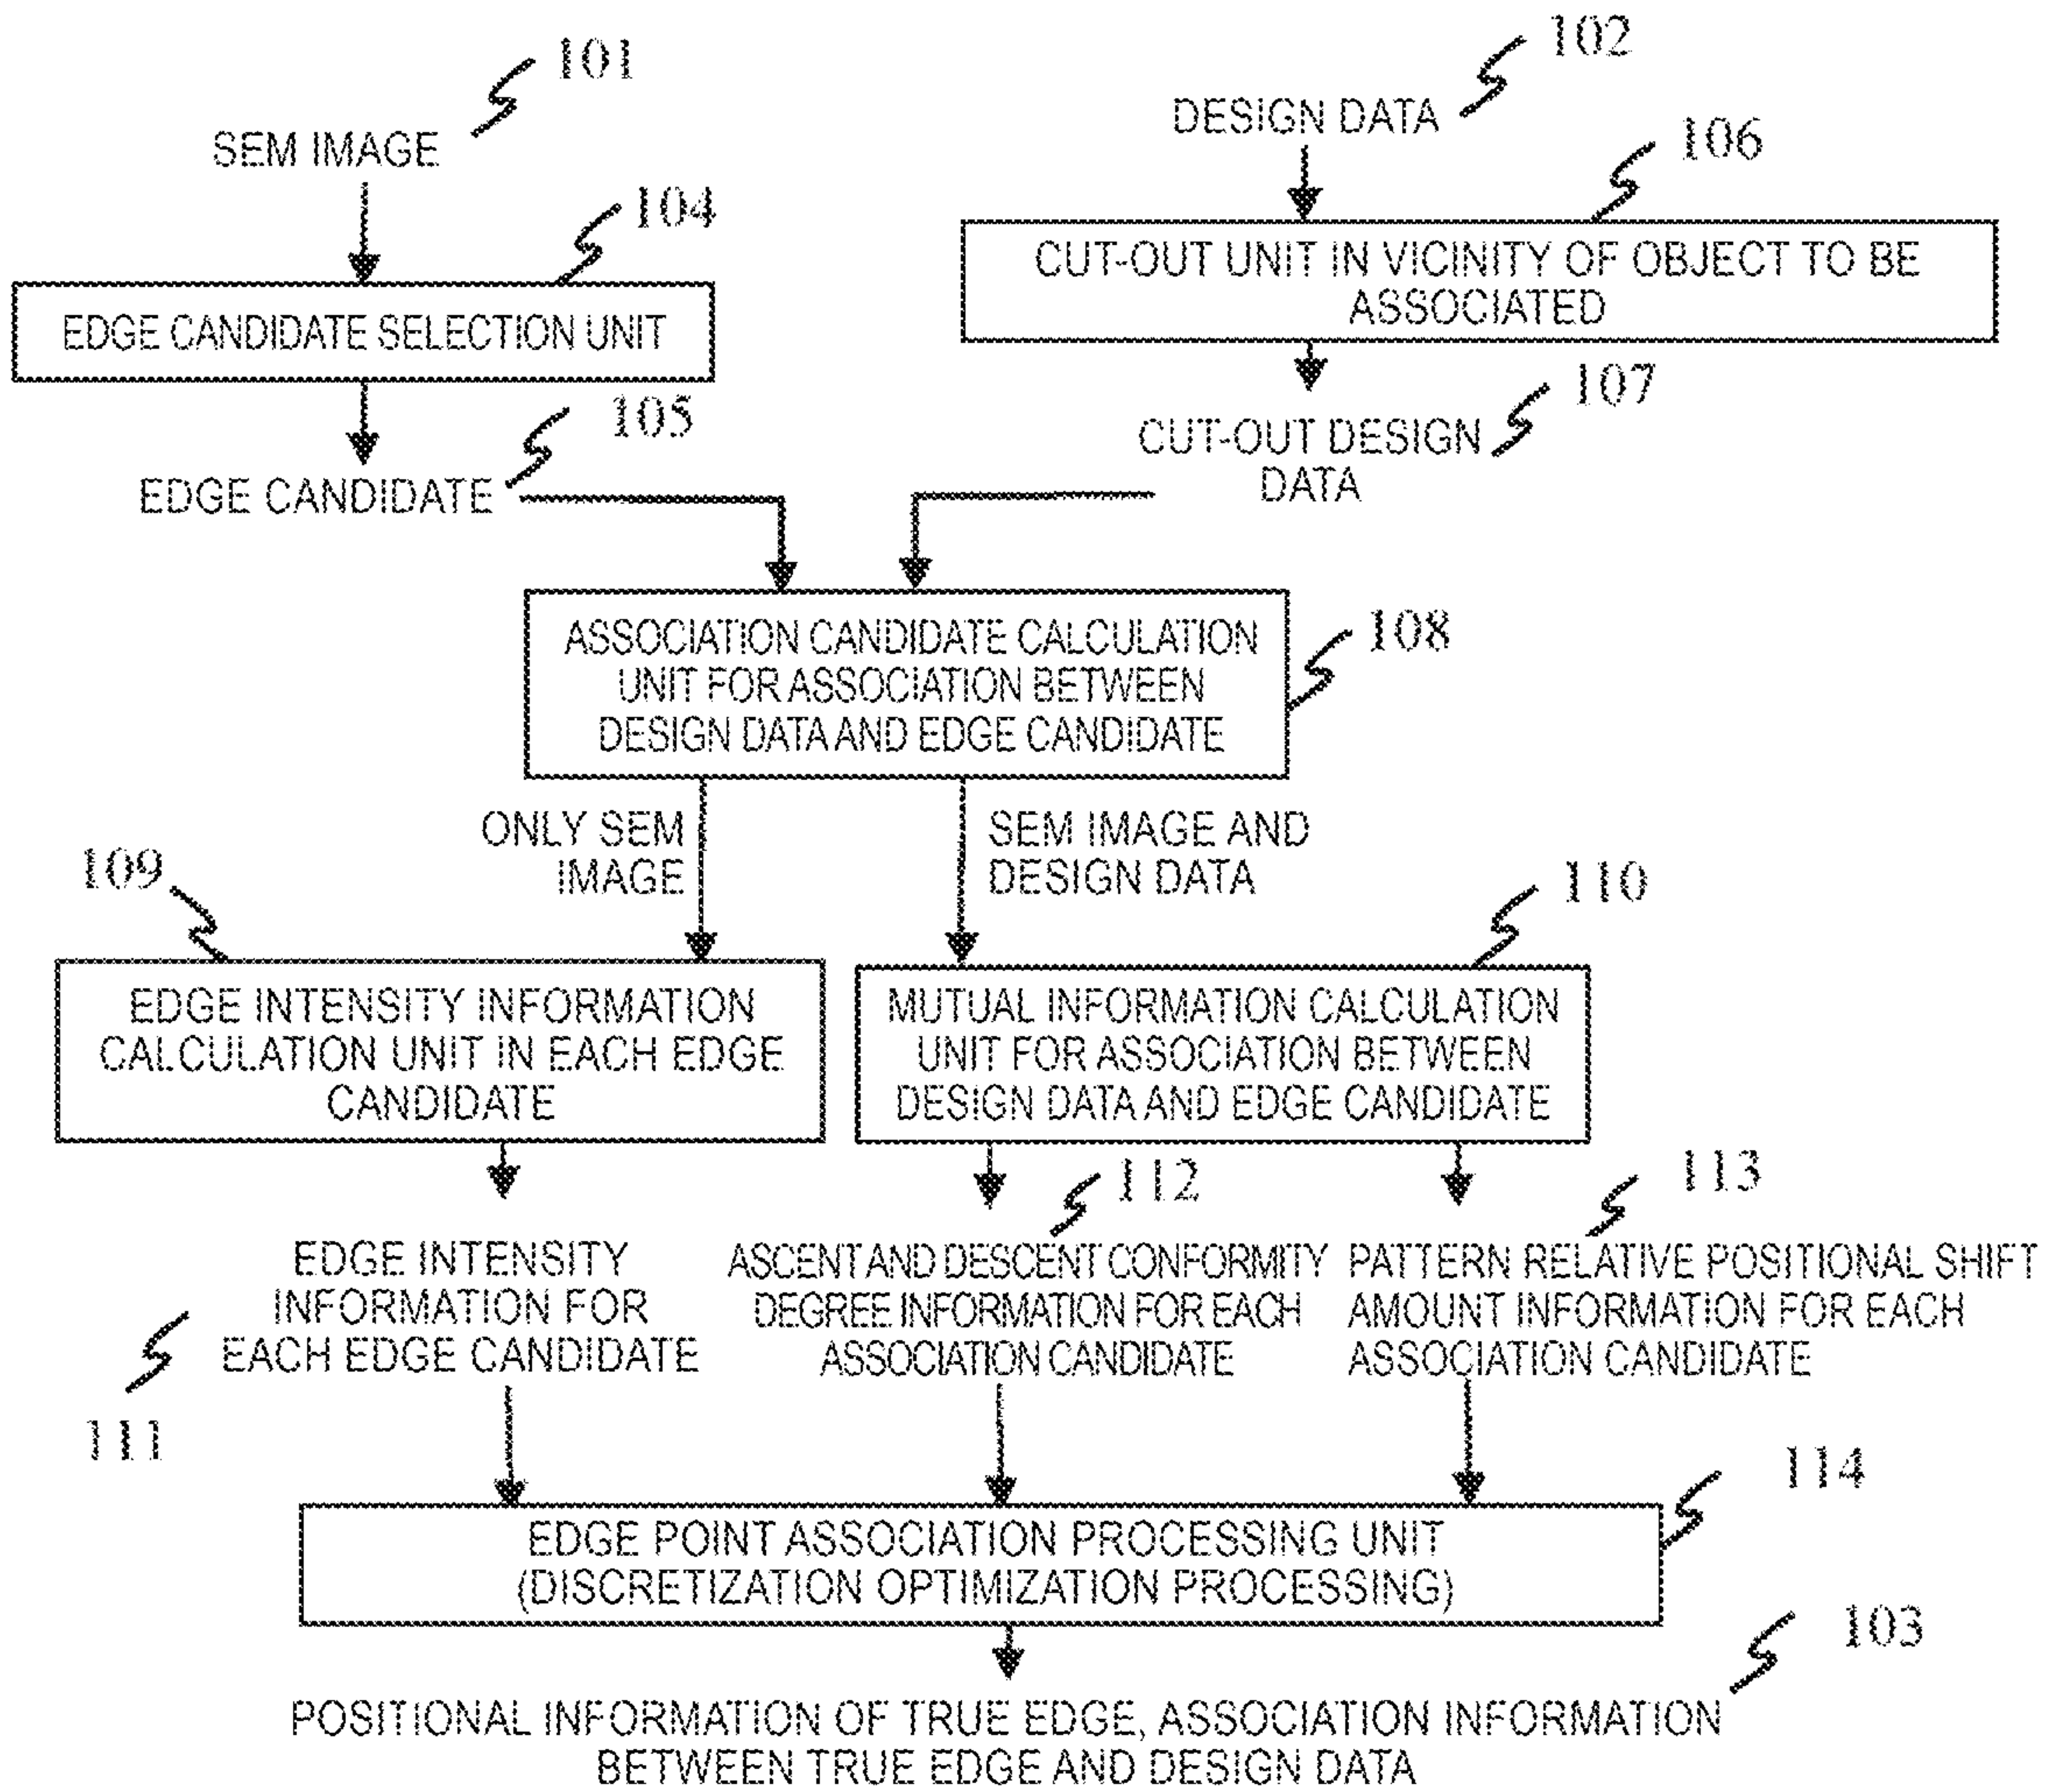 101
SEM IMAGE
102
DESIGN DATA
104
EDGE CANDIDATE SELECTION UNIT
106
CUT-OUT UNIT IN VICINITY OF OBJECT TO BE
ASSOCIATED
105
EDGE CANDIDATE
107
CUT-OUT DESIGN
DATA
ASSOCIATION CANDIDATE CALCULATION
UNIT FOR ASSOCIATION BETWEEN
DESIGN DATA AND EDGE CANDIDATE
108
ONLY SEM
IMAGE
SEM IMAGE AND
DESIGN DATA
109
EDGE INTENSITY INFORMATION
CALCULATION UNIT IN EACH EDGE
CANDIDATE
110
MUTUAL INFORMATION CALCULATION
UNIT FOR ASSOCIATION BETWEEN
DESIGN DATA AND EDGE CANDIDATE
EDGE INTENSITY
INFORMATION FOR
EACH EDGE CANDIDATE
111
112
ASCENT AND DESCENT CONFORMITY
DEGREE INFORMATION FOR EACH
ASSOCIATION CANDIDATE
113
PATTERN RELATIVE POSITIONAL SHIFT
AMOUNT INFORMATION FOR EACH
ASSOCIATION CANDIDATE
114
EDGE POINT ASSOCIATION PROCESSING UNIT
(DISCRETIZATION OPTIMIZATION PROCESSING)
103
POSITIONAL INFORMATION OF TRUE EDGE, ASSOCIATION INFORMATION
BETWEEN TRUE EDGE AND DESIGN DATA